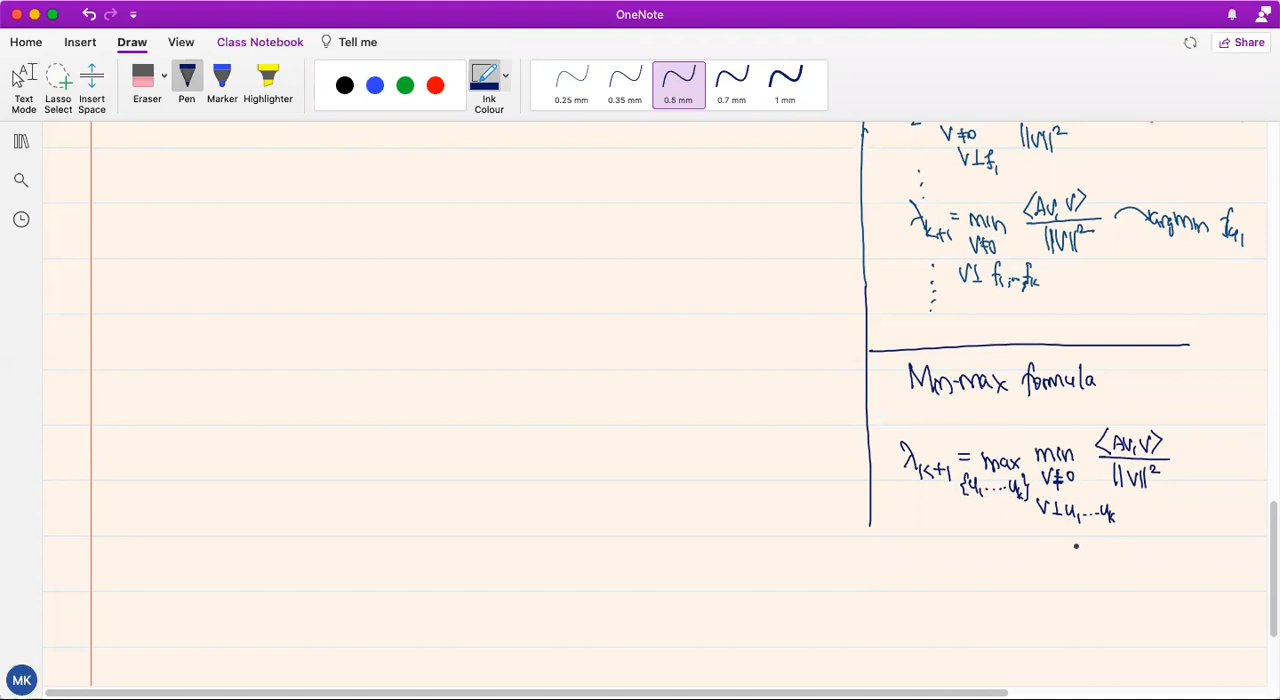 OneNote
Home Insert Draw View Class Notebook Tell me
Share
Text Mode
Lasso Select
Insert Space
Eraser
Pen
Marker
Highlighter
Ink Colour
0.25 mm
0.35 mm
0.5 mm
0.7 mm
1 mm
V≠0 ||V||²
V⊥f₁
⋮
λₖ₊₁ = min ⟨AV, V⟩ / ||V||² argmin fₖ₊₁
V≠0
V⊥ f₁, … fₖ
⋮
Min-max formula
λₖ₊₁ = max min ⟨AV, V⟩ / ||V||²
{u₁ … uₖ} V≠0
V⊥u₁ … uₖ
MK